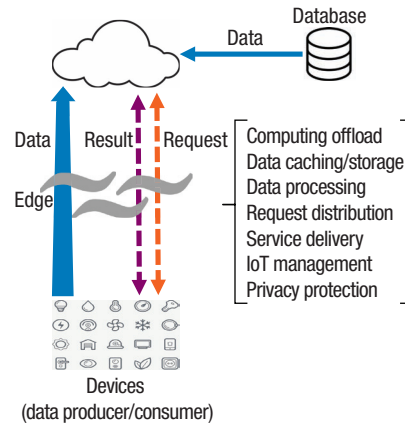 Database
Data
Data
Result
Request
Edge
Computing offload
Data caching/storage
Data processing
Request distribution
Service delivery
IoT management
Privacy protection
Devices
(data producer/consumer)